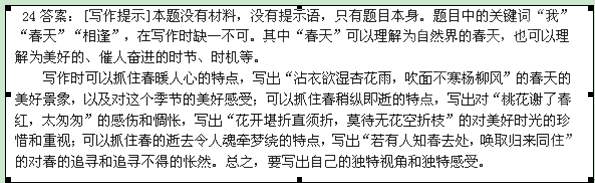 24 答案： [写作提示]本题没有材料，没有提示语，只有题目本身。题目中的关键词“我”
“春天”“相逢”，在写作时缺一不可。其中“春天”可以理解为自然界的春天，也可以理
解为美好的、催人奋进的时节、时机等。
写作时可以抓住春暖人心的特点，写出“沾衣欲湿杏花雨，吹面不寒杨柳风”的春天的
美好景象，以及对这个季节的美好感受；可以抓住春稍纵即逝的特点，写出对“桃花谢了春
红，太匆匆”的感伤和惆怅，写出“花开堪折直须折，莫待无花空折枝”的对美好时光的珍
惜和重视；可以抓住春的逝去令人魂牵梦绕的特点，写出“若有人知春去处，唤取归来同住”
的对春的追寻和追寻不得的怅然。总之，要写出自己的独特视角和独特感受。